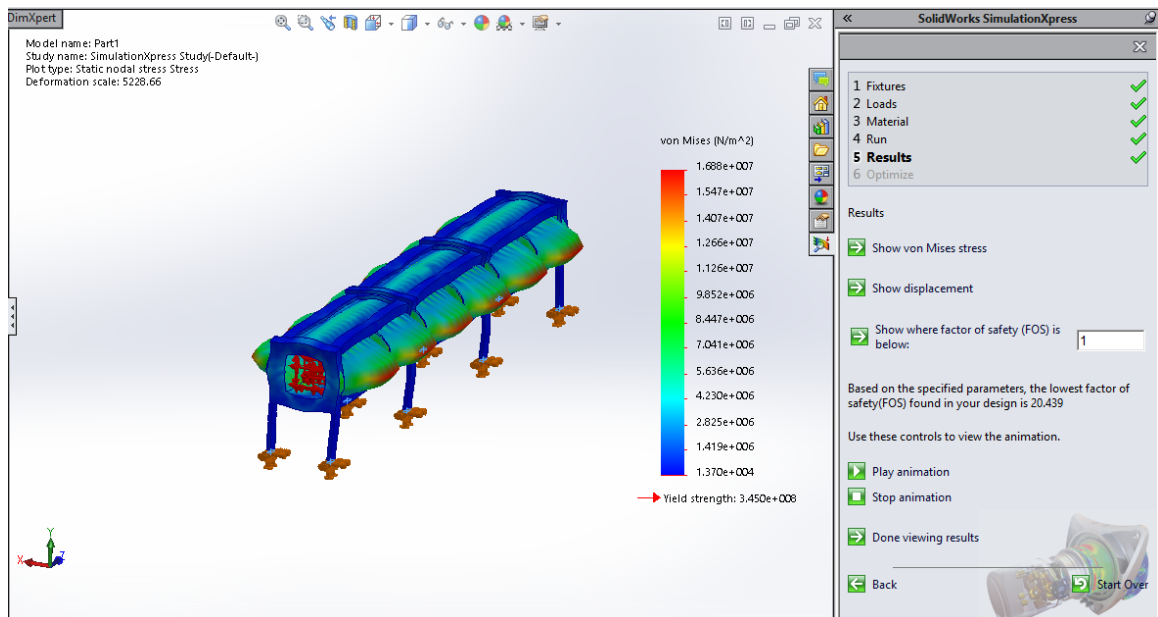 DimXpert
Model name: Part1
Study name: SimulationXpress Study(-Default-)
Plot type: Static nodal stress Stress
Deformation scale: 5228.66
von Mises (N/m^2)
1.688e+007
1.547e+007
1.407e+007
1.266e+007
1.126e+007
9.852e+006
8.447e+006
7.041e+006
5.636e+006
4.230e+006
2.825e+006
1.419e+006
1.370e+004
Yield strength: 3.450e+008
Y
X
Z
« SolidWorks SimulationXpress
1 Fixtures
2 Loads
3 Material
4 Run
5 Results
6 Optimize
Results
Show von Mises stress
Show displacement
Show where factor of safety (FOS) is
below:
1
Based on the specified parameters, the lowest factor of
safety(FOS) found in your design is 20.439
Use these controls to view the animation.
Play animation
Stop animation
Done viewing results
Back
Start Over